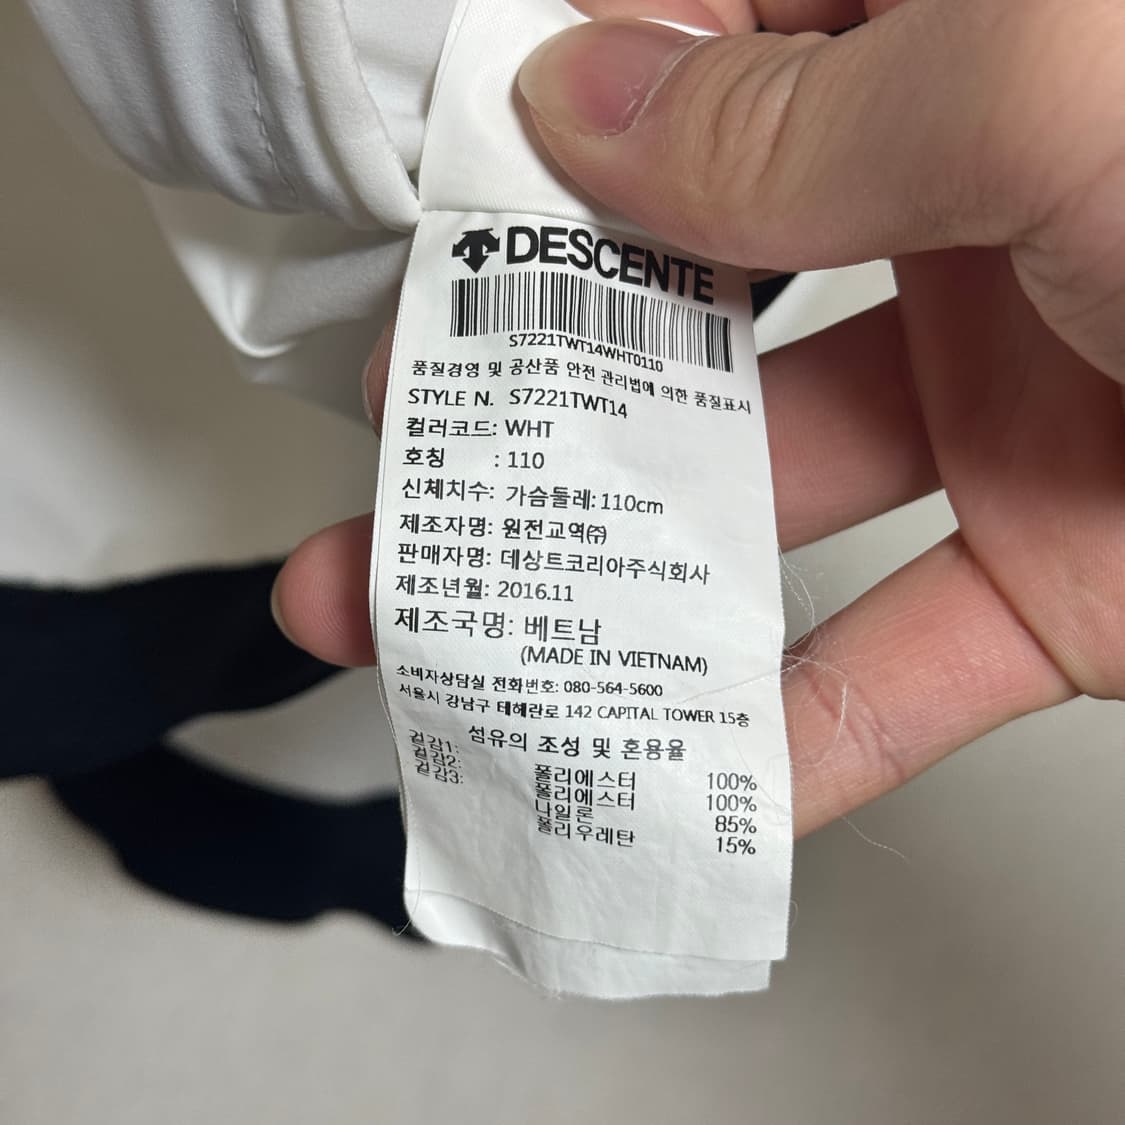 DESCENTE
S7221TWT14WHT0110
품질경영 및 공산품 안전 관리법에 의한 품질표시
STYLE N. S7221TWT14
컬러코드: WHT
호칭 : 110
신체치수: 가슴둘레: 110cm
제조자명: 원전교역㈜
판매자명: 데상트코리아주식회사
제조년월: 2016.11
제조국명: 베트남
(MADE IN VIETNAM)
소비자상담실 전화번호: 080-564-5600
서울시 강남구 테헤란로 142 CAPITAL TOWER 15층
섬유의 조성 및 혼용율
겉감1: 폴리에스터 100%
겉감2: 폴리에스터 100%
겉감3: 나일론 85%
폴리우레탄 15%